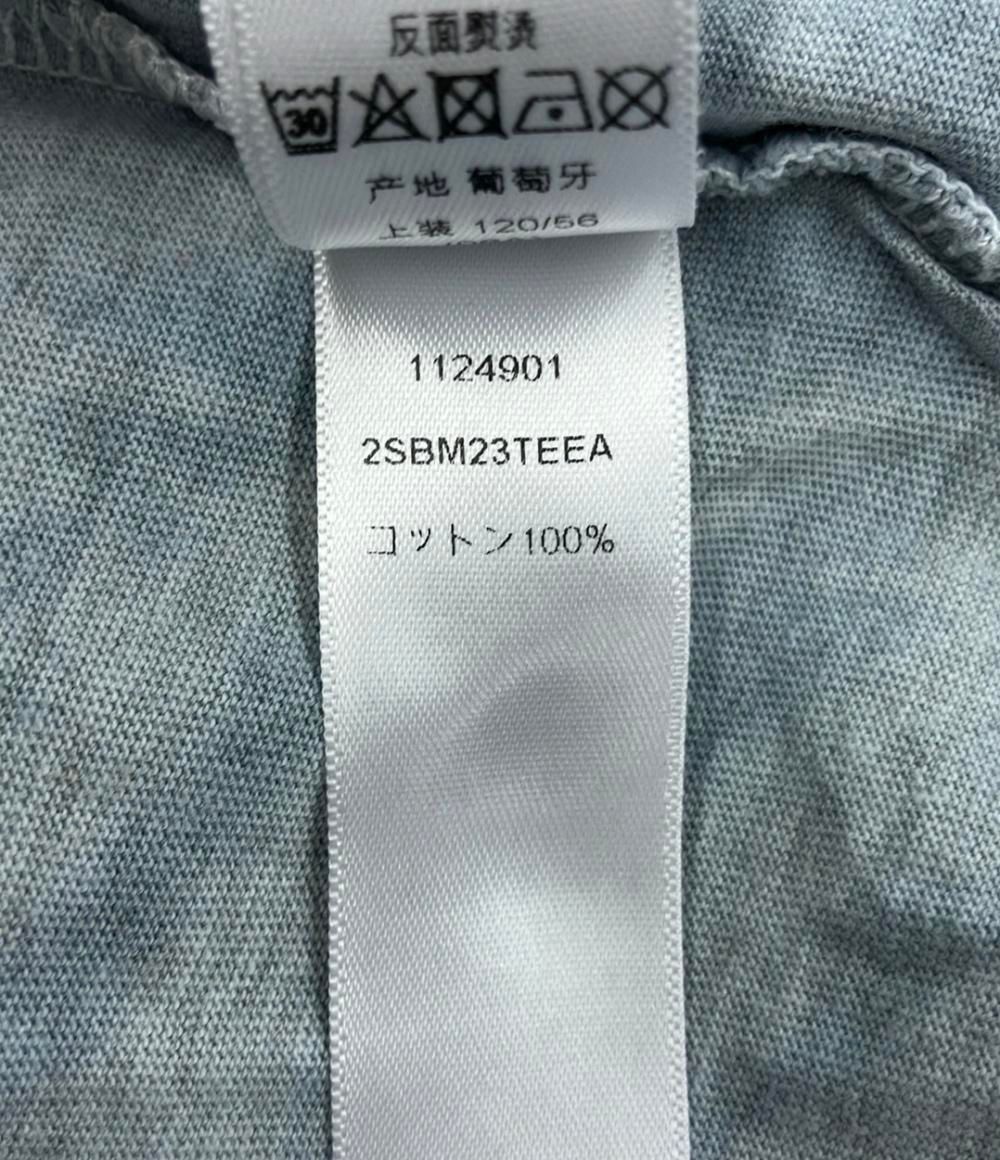 反面熨烫
30
产地 葡萄牙
上装 120/56
1124901
2SBM23TEEA
コットン100%